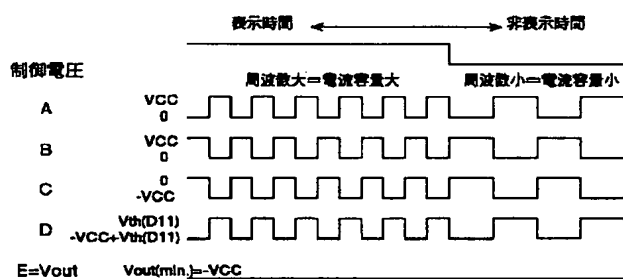 表示時間 非表示時間
制御電圧
周波数大=電流容量大 周波数小=電流容量小
A VCC
0
B VCC
0
C 0
-VCC
D Vth(D11)
-VCC+Vth(D11)
E=Vout Vout(min.)=-VCC